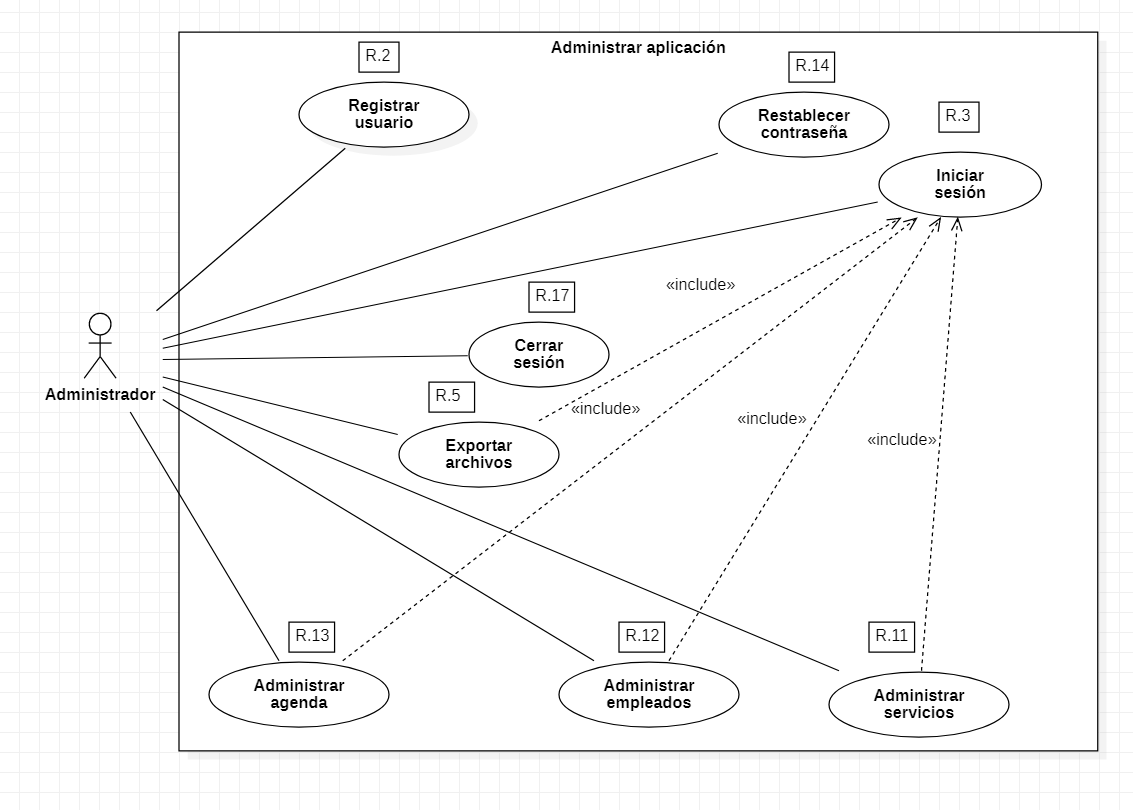 Administrar aplicación
R.2
Registrar
usuario
R.14
Restablecer
contraseña
R.3
Iniciar
sesión
«include»
R.17
Cerrar
sesión
Administrador
R.5
«include»
«include»
«include»
Exportar
archivos
R.13
Administrar
agenda
R.12
Administrar
empleados
R.11
Administrar
servicios